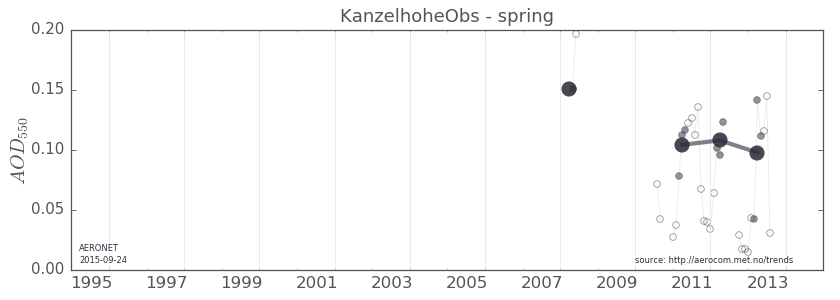 KanzelhoheObs - spring
0.20
0.15
0.10
0.05
0.00
AOD550
AERONET
2015-09-24
source: http://aerocom.met.no/trends
1995 1997 1999 2001 2003 2005 2007 2009 2011 2013